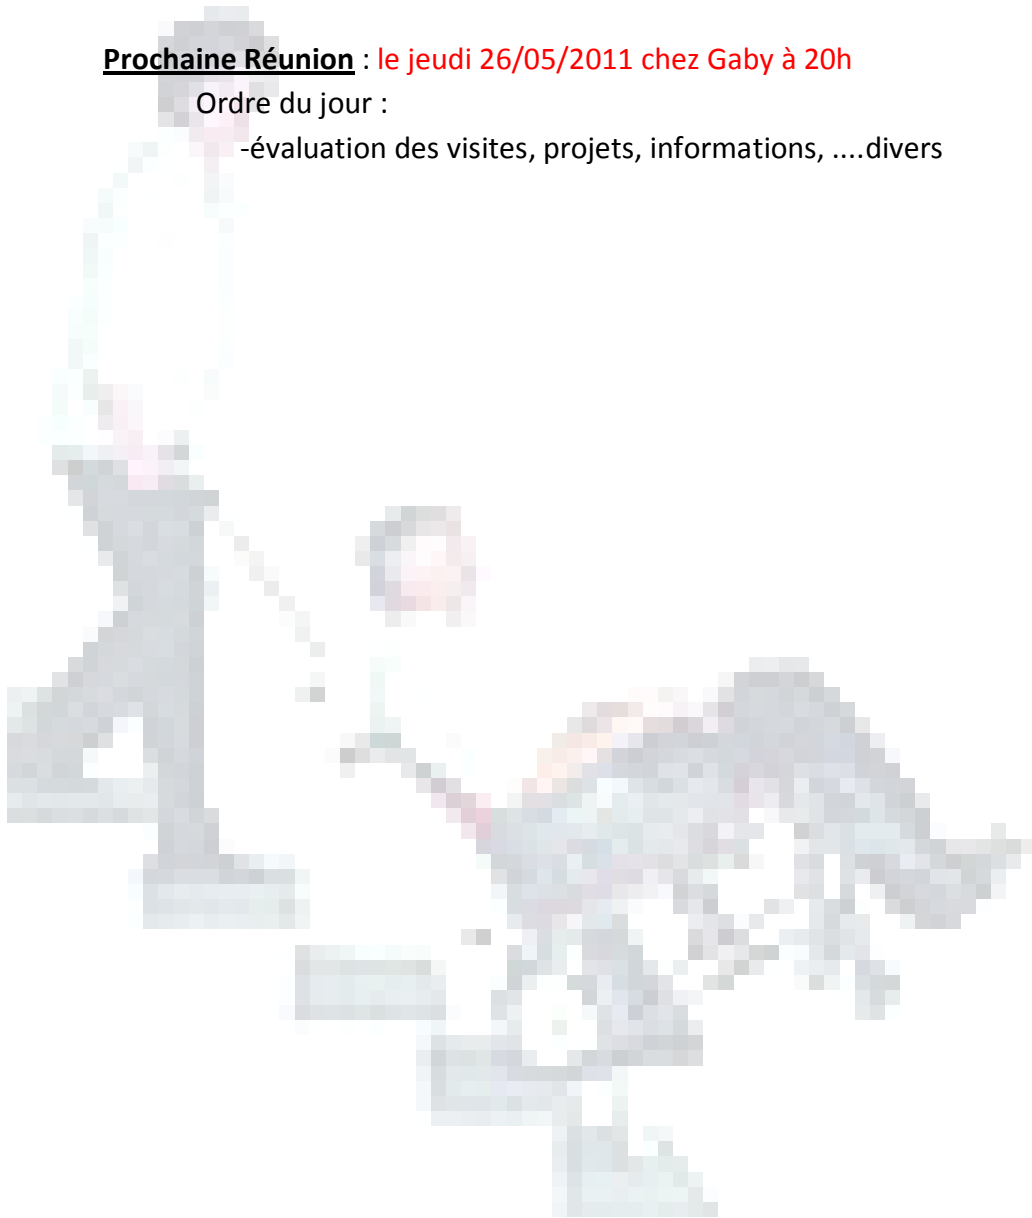 Prochaine Réunion : le jeudi 26/05/2011 chez Gaby à 20h
Ordre du jour :
-évaluation des visites, projets, informations, ....divers